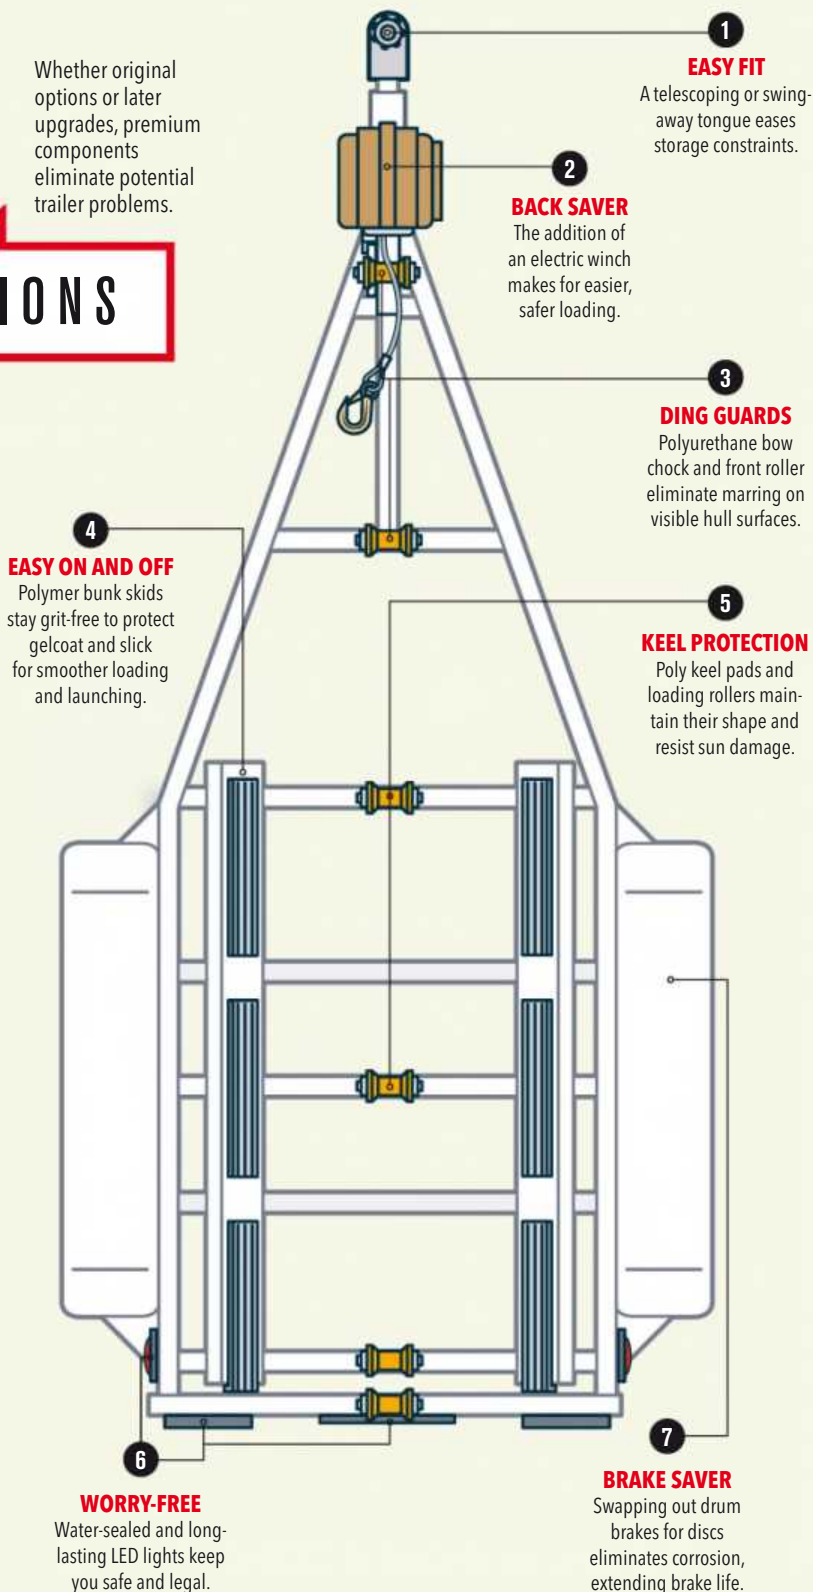 Whether original
options or later
upgrades, premium
components
eliminate potential
trailer problems.
IONS
1
EASY FIT
A telescoping or swing-
away tongue eases
storage constraints.
2
BACK SAVER
The addition of
an electric winch
makes for easier,
safer loading.
3
DING GUARDS
Polyurethane bow
chock and front roller
eliminate marring on
visible hull surfaces.
4
EASY ON AND OFF
Polymer bunk skids
stay grit-free to protect
gelcoat and slick
for smoother loading
and launching.
5
KEEL PROTECTION
Poly keel pads and
loading rollers main-
tain their shape and
resist sun damage.
6
WORRY-FREE
Water-sealed and long-
lasting LED lights keep
you safe and legal.
7
BRAKE SAVER
Swapping out drum
brakes for discs
eliminates corrosion,
extending brake life.